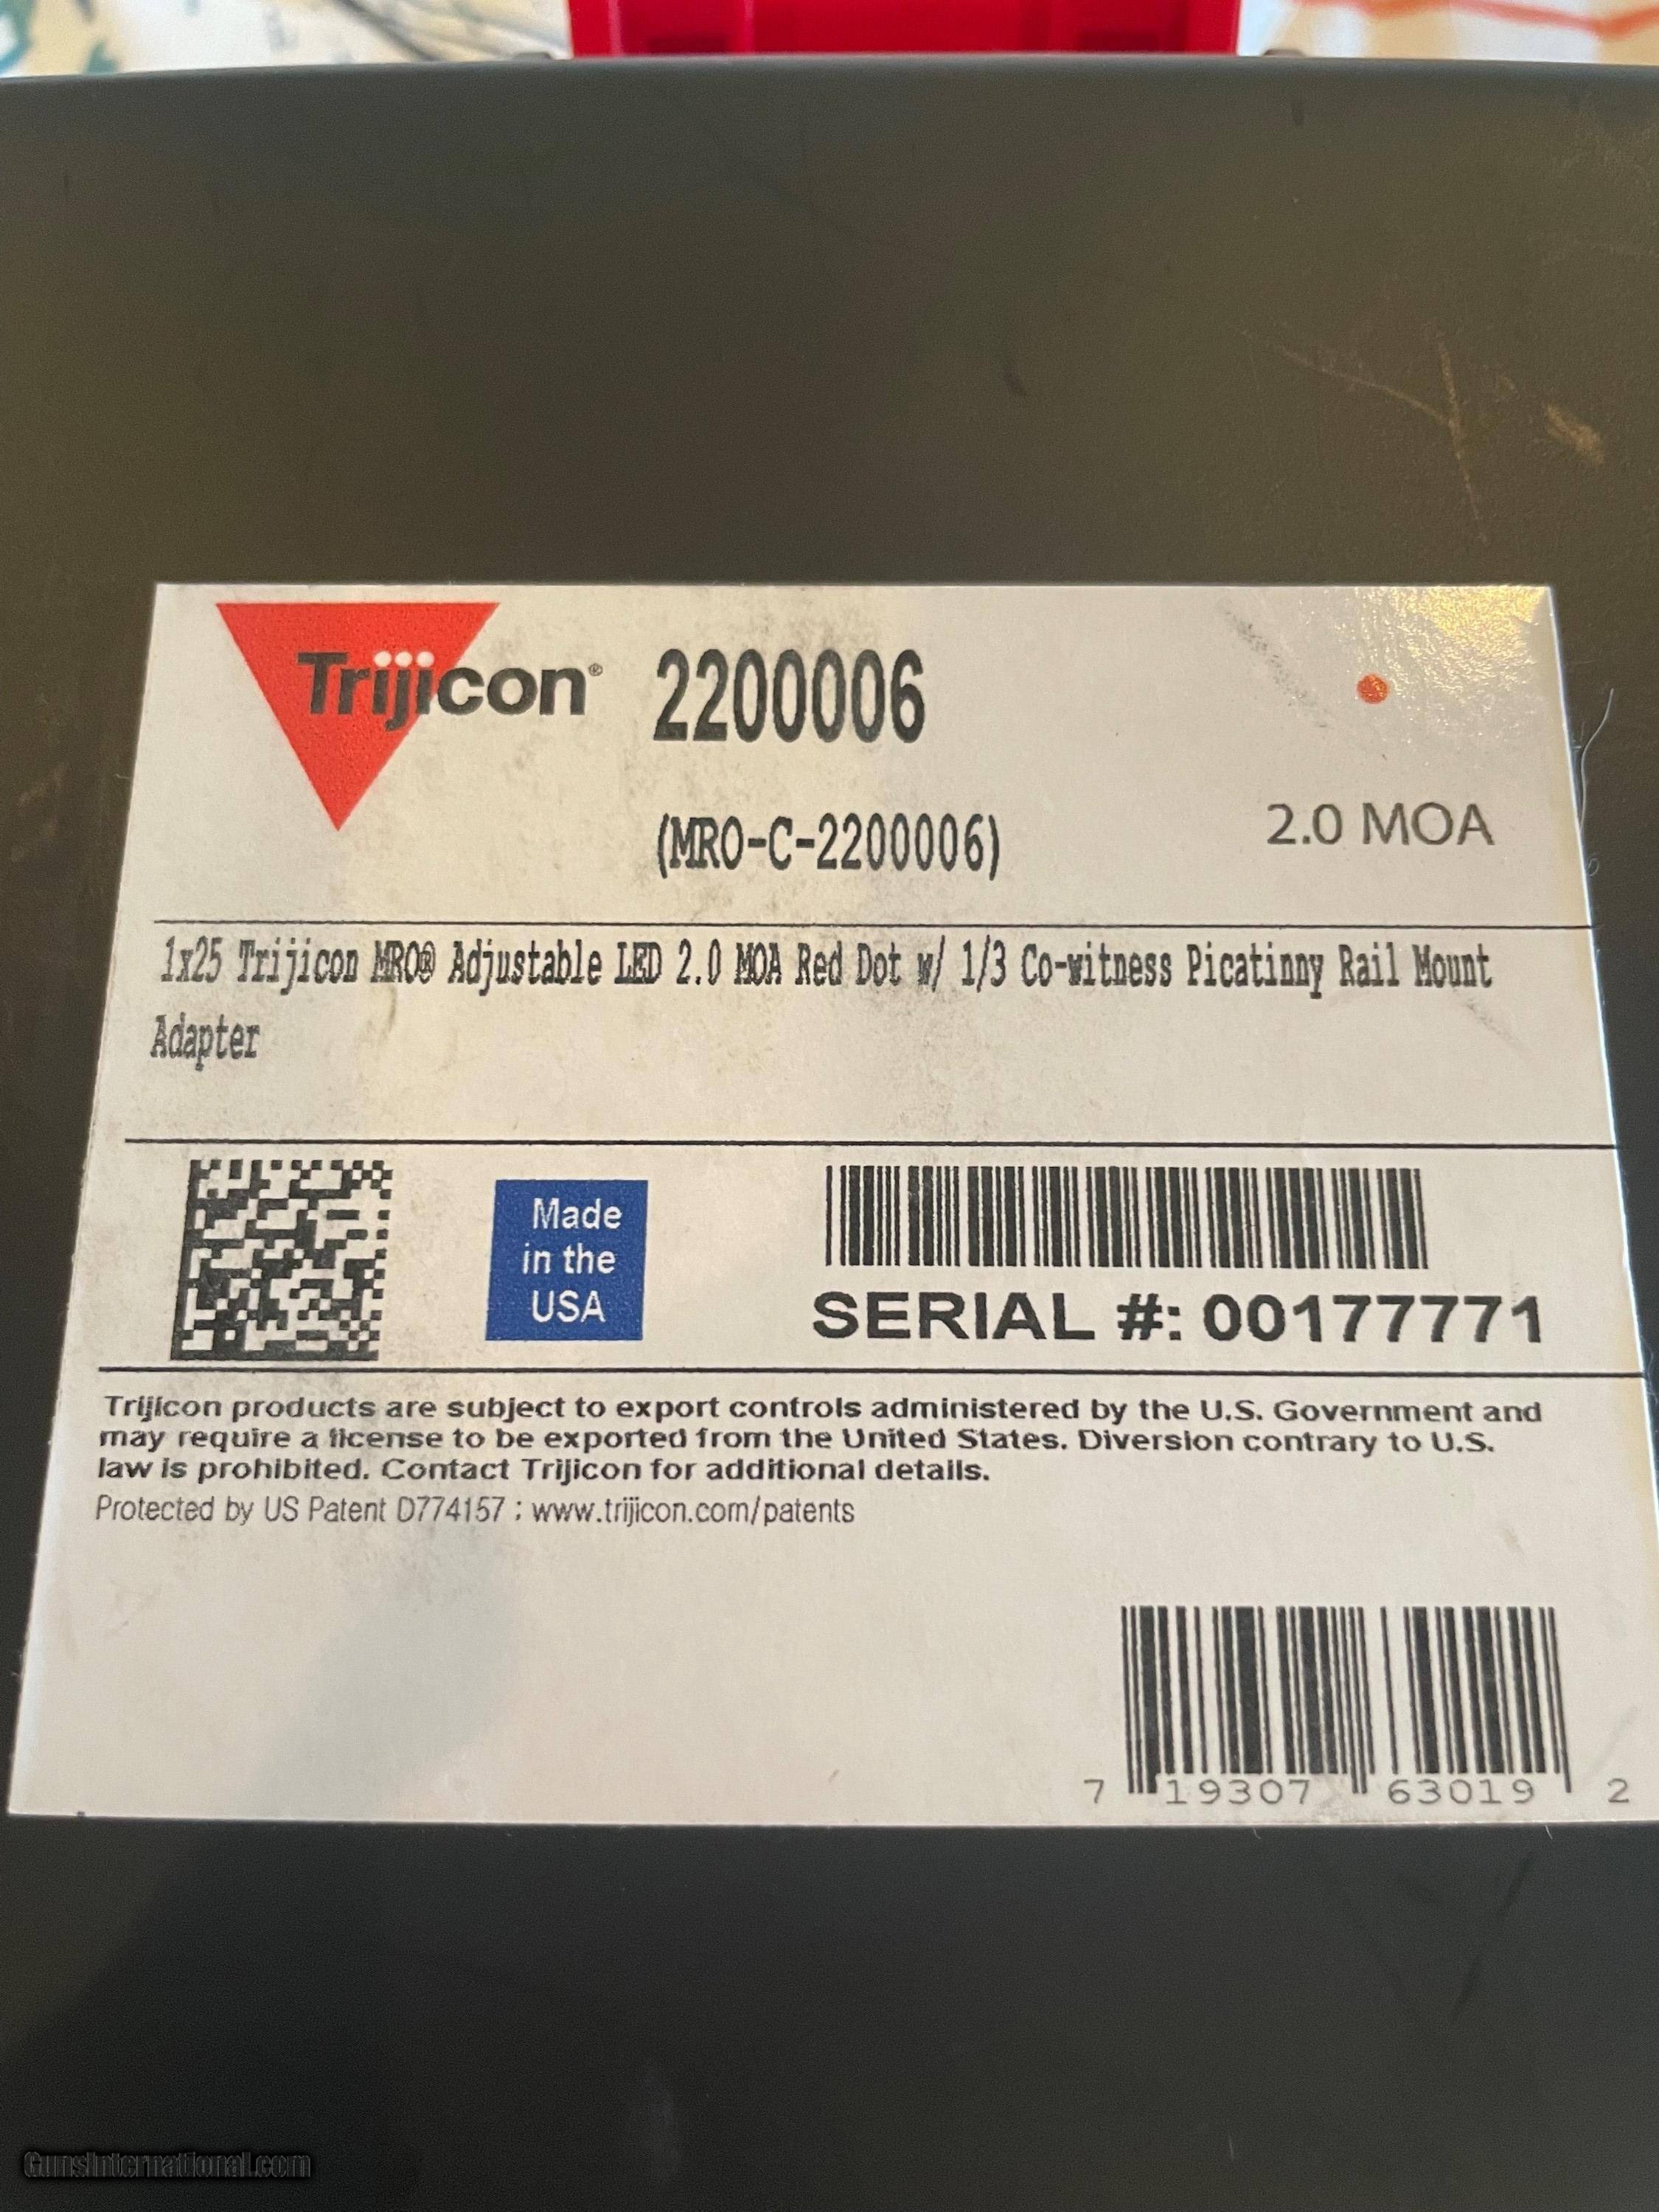 Trijicon®
2200006
(MRO-C-2200006)
2.0 MOA
1x25 Trijicon MRO® Adjustable LED 2.0 MOA Red Dot w/ 1/3 Co-witness Picatinny Rail Mount
Adapter
Made
in the
USA
SERIAL #: 00177771
Trijicon products are subject to export controls administered by the U.S. Government and
may require a license to be exported from the United States. Diversion contrary to U.S.
law is prohibited. Contact Trijicon for additional details.
Protected by US Patent D774157 : www.trijicon.com/patents
7 19307 63019 2
GunsInternational.com